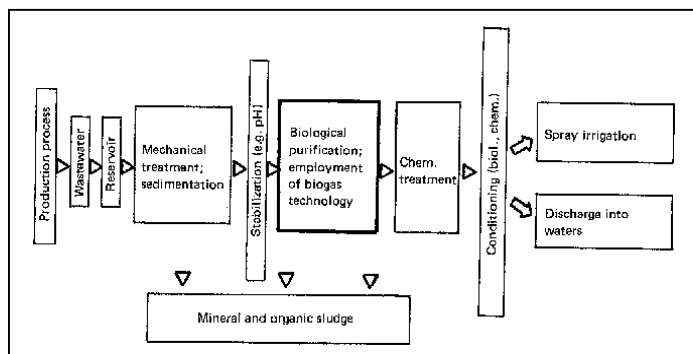 Production process
Wastewater
Reservoir
Mechanical
treatment;
sedimentation
Stabilization (e.g. pH)
Biological
purification;
employment
of biogas
technology
Chem.
treatment
Conditioning (biol., chem.)
Spray irrigation
Discharge into
waters
Mineral and organic sludge